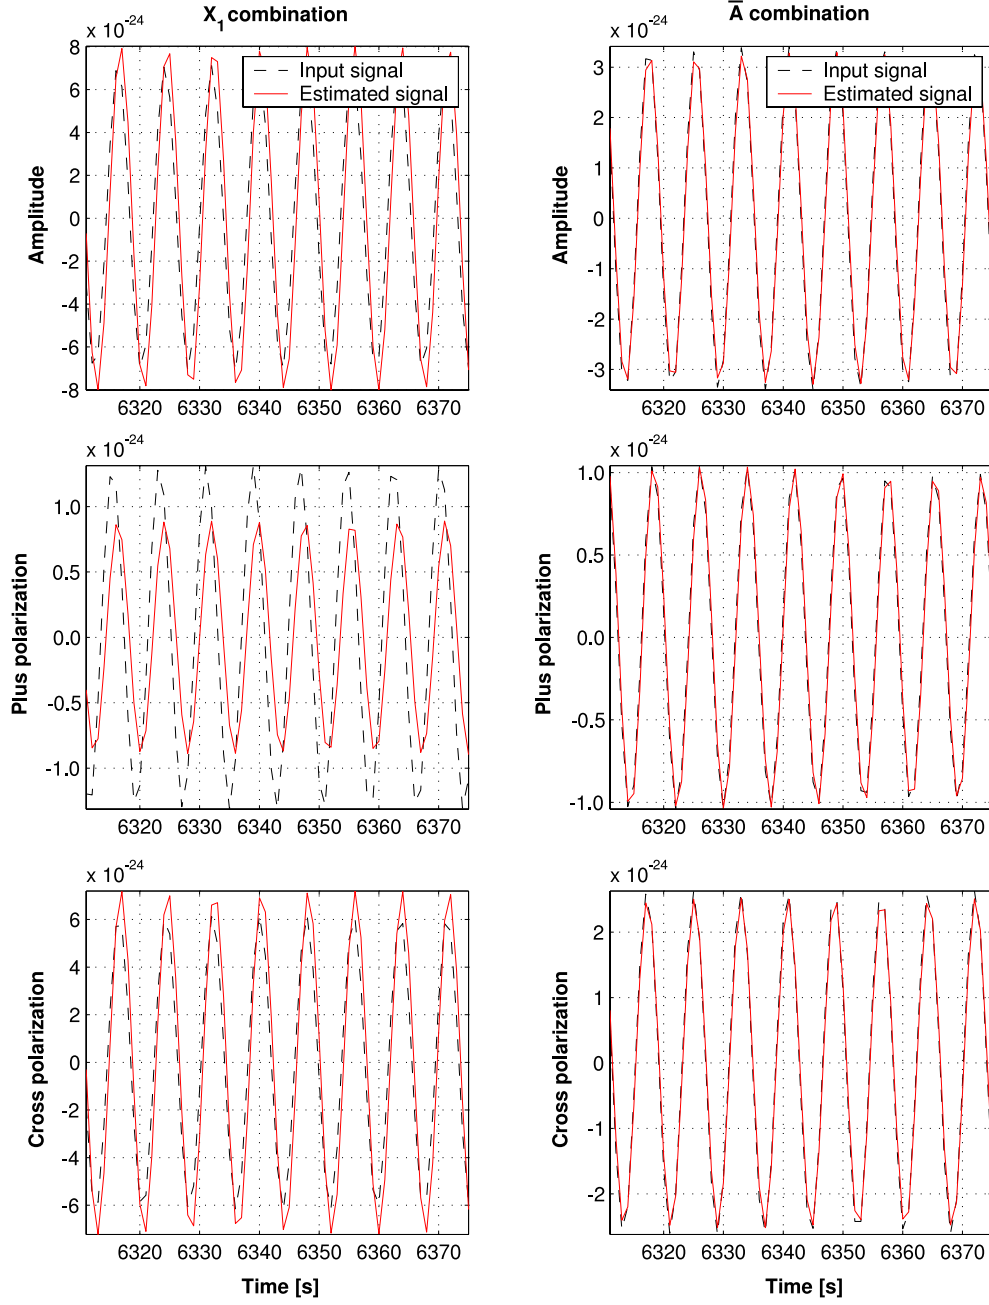 X1 combination
x 10-24
8
6
4
2
0
-2
-4
-6
-8
Amplitude
Input signal
Estimated signal
6320 6330 6340 6350 6360 6370
A̅ combination
x 10-24
3
2
1
0
-1
-2
-3
Amplitude
Input signal
Estimated signal
6320 6330 6340 6350 6360 6370
x 10-24
1.0
0.5
0.0
-0.5
-1.0
Plus polarization
6320 6330 6340 6350 6360 6370
x 10-24
1.0
0.5
0.0
-0.5
-1.0
Plus polarization
6320 6330 6340 6350 6360 6370
x 10-24
6
4
2
0
-2
-4
-6
Cross polarization
6320 6330 6340 6350 6360 6370
Time [s]
x 10-24
2
1
0
-1
-2
Cross polarization
6320 6330 6340 6350 6360 6370
Time [s]